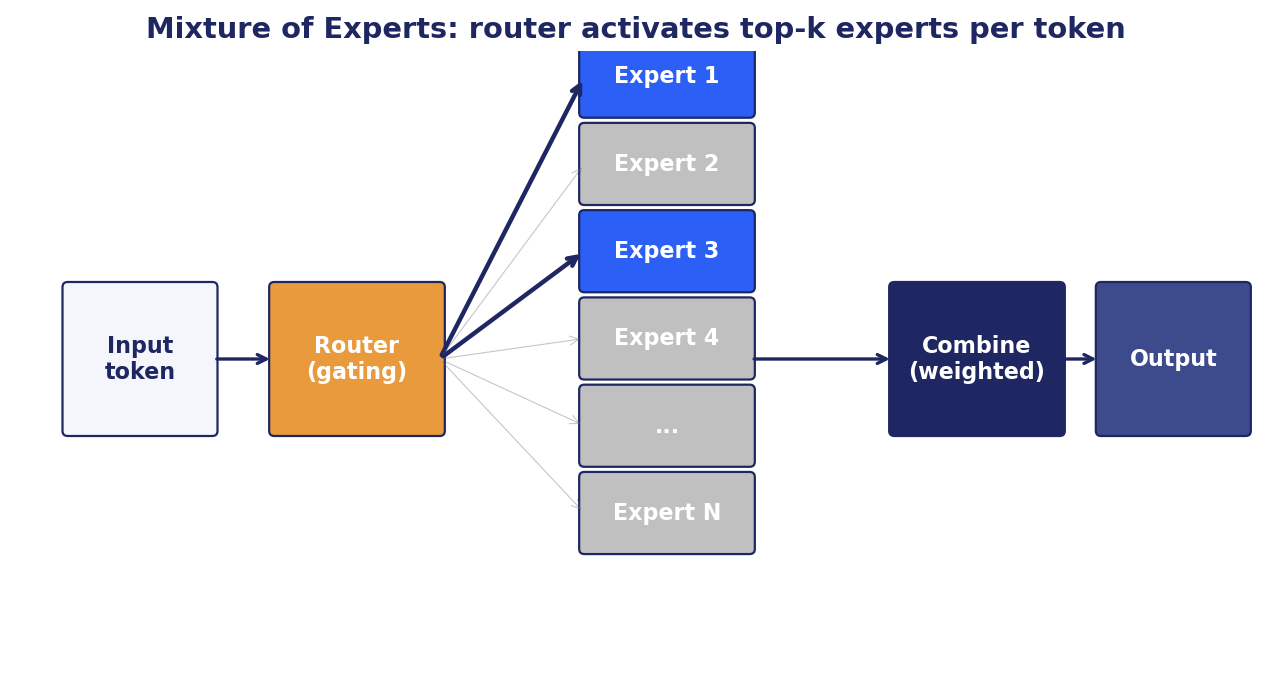 Mixture of Experts: router activates top-k experts per token
Expert 1
Expert 2
Expert 3
Input
token
Router
(gating)
Expert 4
Combine
(weighted)
Output
...
Expert N